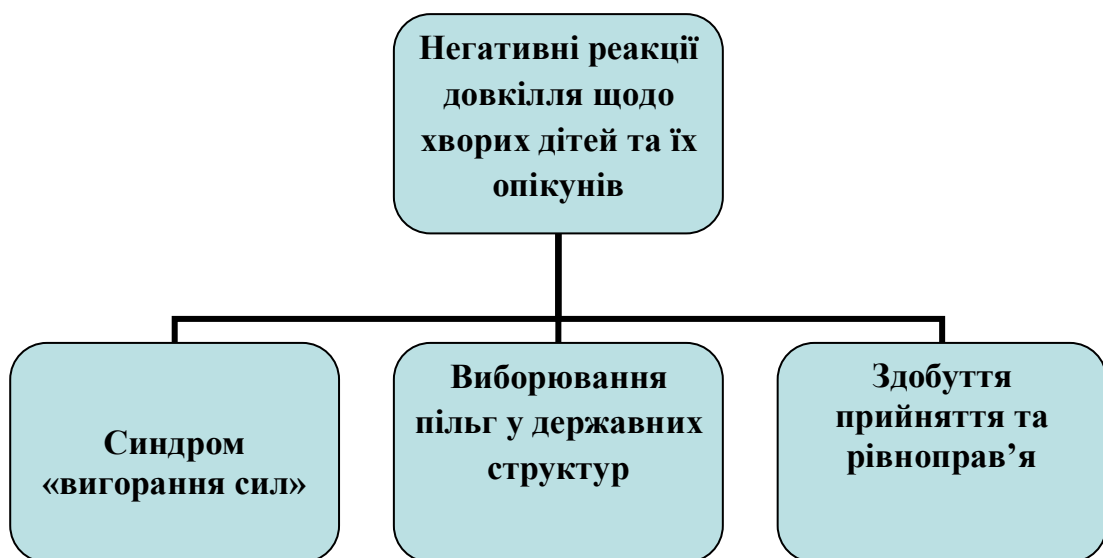 Негативні реакції
довкілля щодо
хворих дітей та їх
опікунів
Синдром
«вигорання сил»
Виборювання
пільг у державних
структур
Здобуття
прийняття та
рівноправ’я